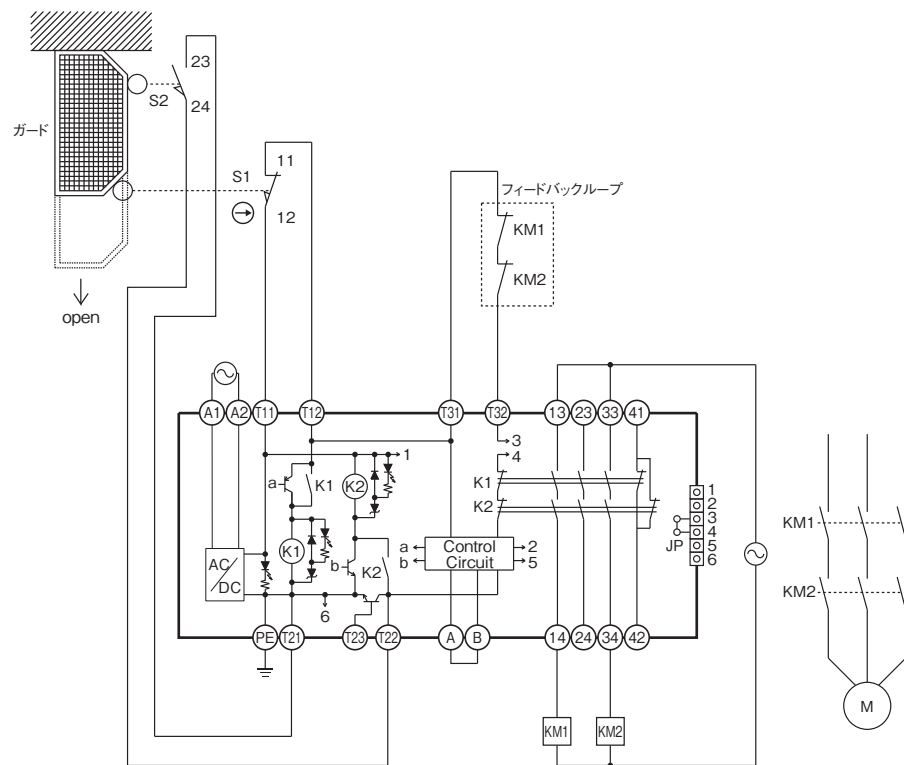 23
S2
24
ガード
S1
11
12
フィードバックループ
KM1
KM2
open
A1
A2
T11
T12
T31
T32
13
23
33
41
1
3
4
a
K1
K2
K1
K2
1
2
3
4
5
6
JP
K1
b
K2
a
b
Control
Circuit
2
5
AC
DC
6
KM1
KM2
PE
T21
T23
T22
A
B
14
24
34
42
M
KM1
KM2